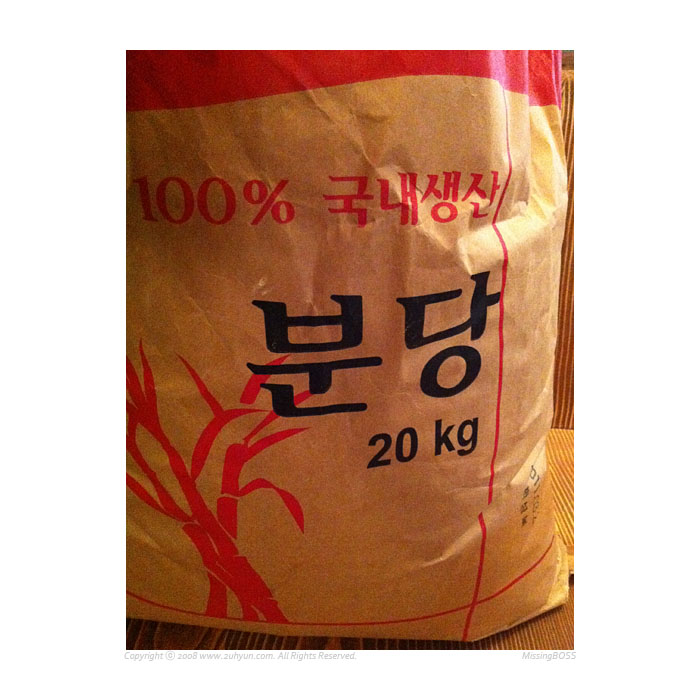 100% 국내생산
분당
20 kg
Copyright ⓒ 2008 www.zuhyun.com. All Rights Reserved.
MissingBOSS